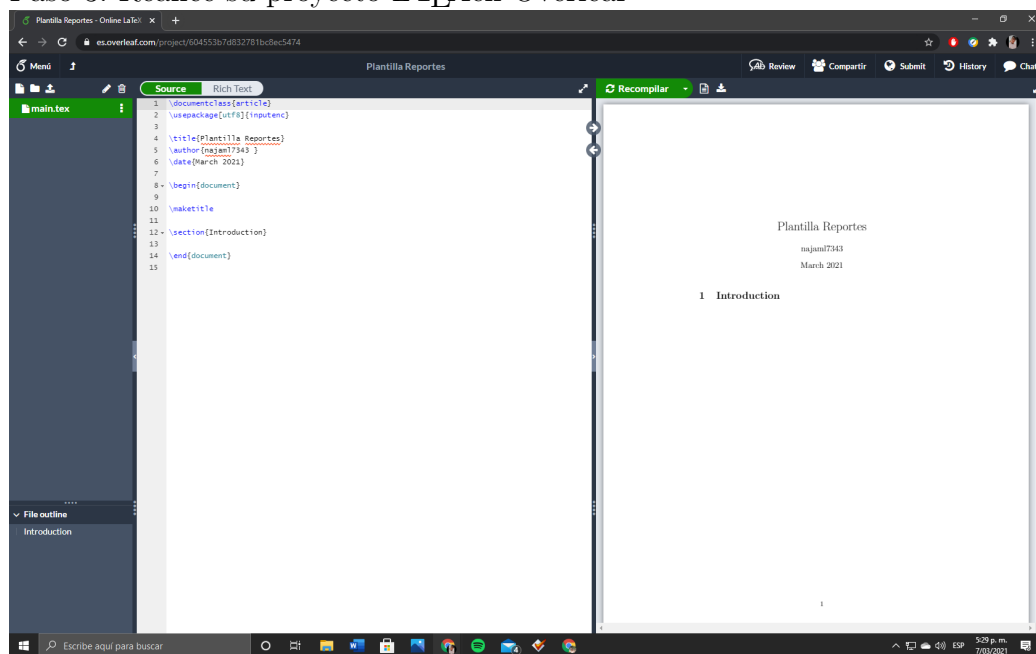 Plantilla Reportes - Online LaTeX
es.overleaf.com/project/604553b7d832781bc8ec5474
Menú
Plantilla Reportes
Review
Compartir
Submit
History
Chat
Source
Rich Text
Recompilar
main.tex
1 \documentclass{article}
2 \usepackage[utf8]{inputenc}
3
4 \title{Plantilla Reportes}
5 \author{najaml7343 }
6 \date{March 2021}
7
8 \begin{document}
9
10 \maketitle
11
12 \section{Introduction}
13
14 \end{document}
15
Plantilla Reportes
najaml7343
March 2021
1 Introduction
1
File outline
Introduction
Escribe aquí para buscar
ESP
5:29 p. m.
7/03/2021